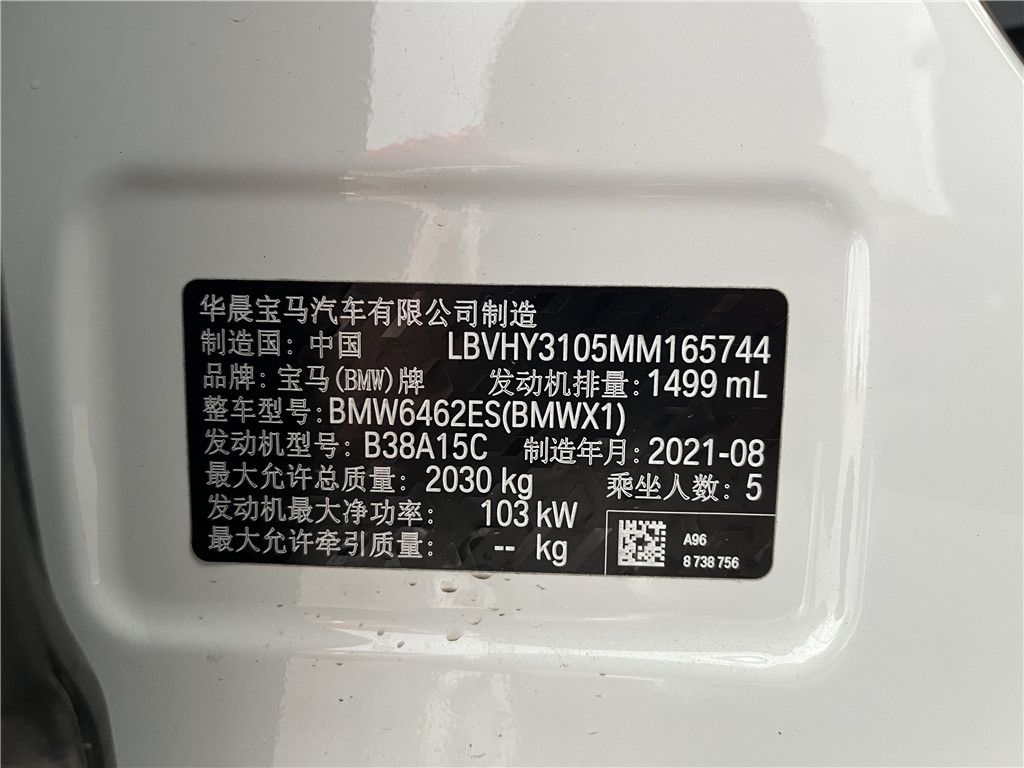 华晨宝马汽车有限公司制造
制造国：中国 LBVHY3105MM165744
品牌：宝马(BMW)牌 发动机排量：1499 mL
整车型号：BMW6462ES(BMWX1)
发动机型号：B38A15C 制造年月：2021-08
最大允许总质量：2030 kg 乘坐人数：5
发动机最大净功率：103 kW
最大允许牵引质量：-- kg
A96
8 738 756